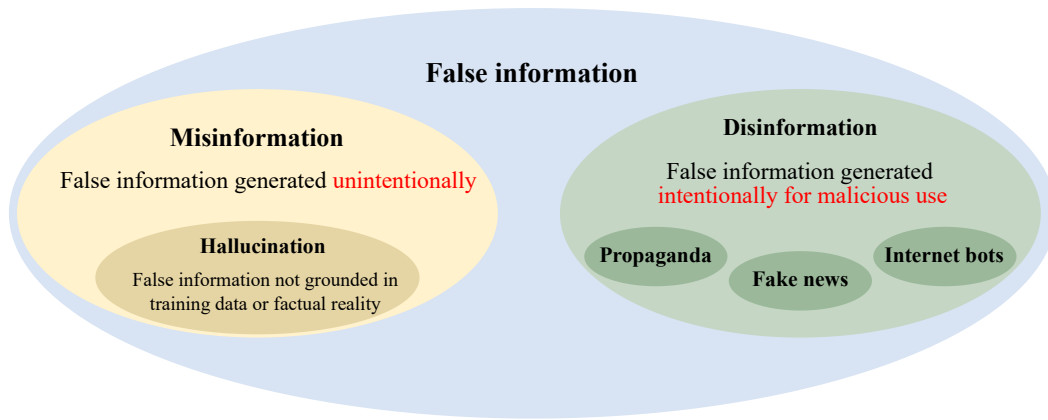 False information
Misinformation
False information generated unintentionally
Hallucination
False information not grounded in
training data or factual reality
Disinformation
False information generated
intentionally for malicious use
Propaganda
Fake news
Internet bots